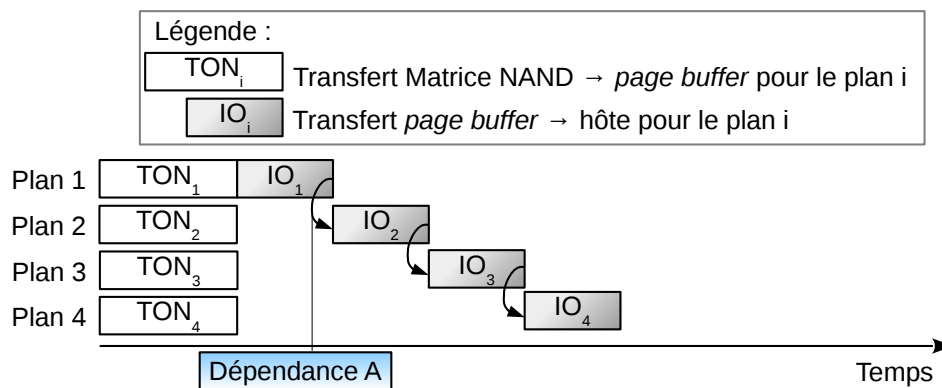 Légende :
TONi Transfert Matrice NAND → page buffer pour le plan i
IOi Transfert page buffer → hôte pour le plan i
Plan 1 TON1 IO1
Plan 2 TON2 IO2
Plan 3 TON3 IO3
Plan 4 TON4 IO4
Dépendance A Temps